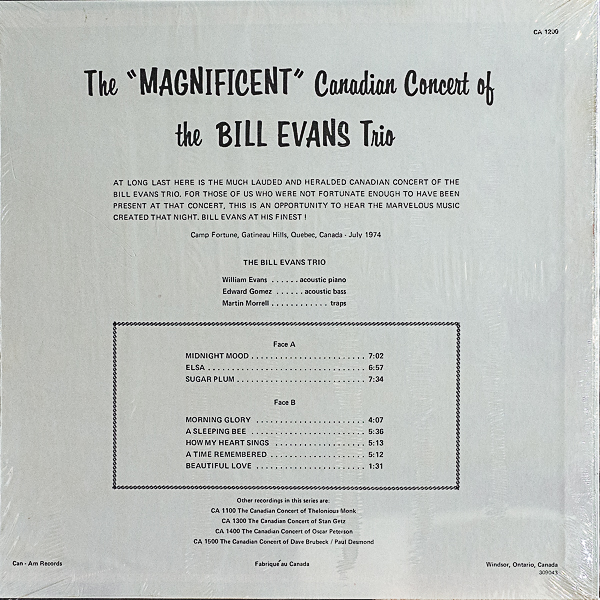 CA 1200
The "MAGNIFICENT" Canadian Concert of
the BILL EVANS Trio
AT LONG LAST HERE IS THE MUCH LAUDED AND HERALDED CANADIAN CONCERT OF THE
BILL EVANS TRIO. FOR THOSE OF US WHO WERE NOT FORTUNATE ENOUGH TO HAVE BEEN
PRESENT AT THAT CONCERT, THIS IS AN OPPORTUNITY TO HEAR THE MARVELOUS MUSIC
CREATED THAT NIGHT. BILL EVANS AT HIS FINEST !
Camp Fortune, Gatineau Hills, Quebec, Canada - July 1974
THE BILL EVANS TRIO
William Evans ...... acoustic piano
Edward Gomez ...... acoustic bass
Martin Morrell ............ traps
Face A
MIDNIGHT MOOD ........................ 7:02
ELSA ................................. 6:57
SUGAR PLUM ........................... 7:34
Face B
MORNING GLORY ....................... 4:07
A SLEEPING BEE ....................... 5:36
HOW MY HEART SINGS ................... 5:13
A TIME REMEMBERED .................... 5:12
BEAUTIFUL LOVE ....................... 1:31
Other recordings in this series are:
CA 1100 The Canadian Concert of Thelonious Monk
CA 1300 The Canadian Concert of Stan Getz
CA 1400 The Canadian Concert of Oscar Peterson
CA 1500 The Canadian Concert of Dave Brubeck / Paul Desmond
Can - Am Records
Fabriqué au Canada
Windsor, Ontario, Canada
309043